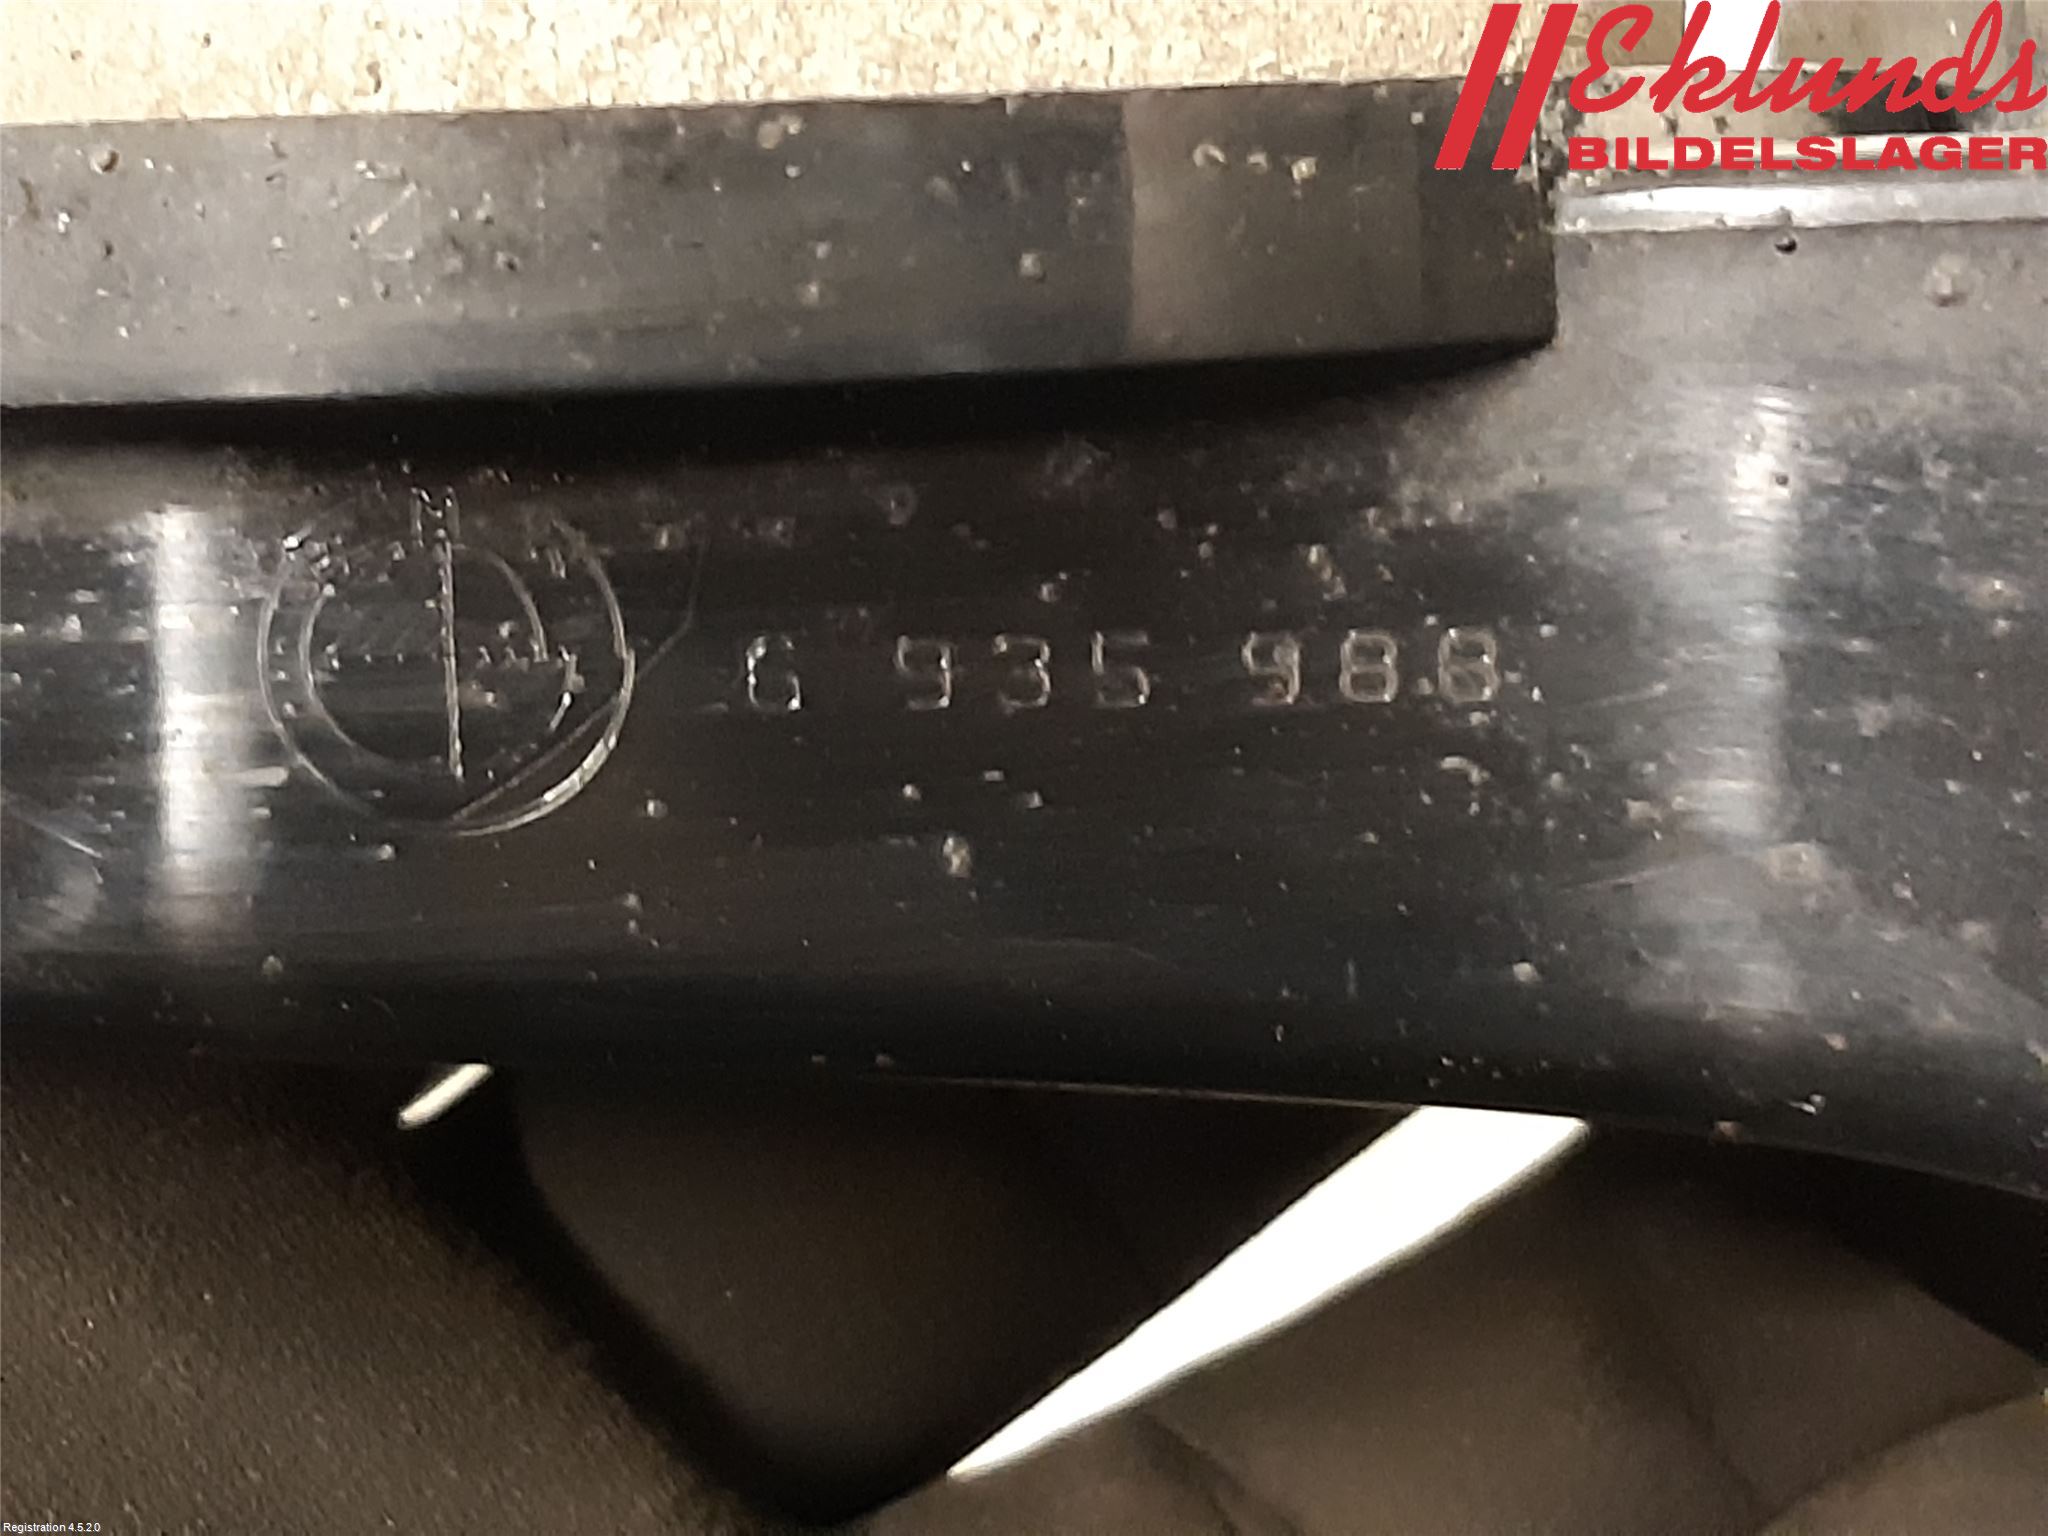 Eklunds
BILDELSLAGER
6 935 988
Registration 4.5.2.0